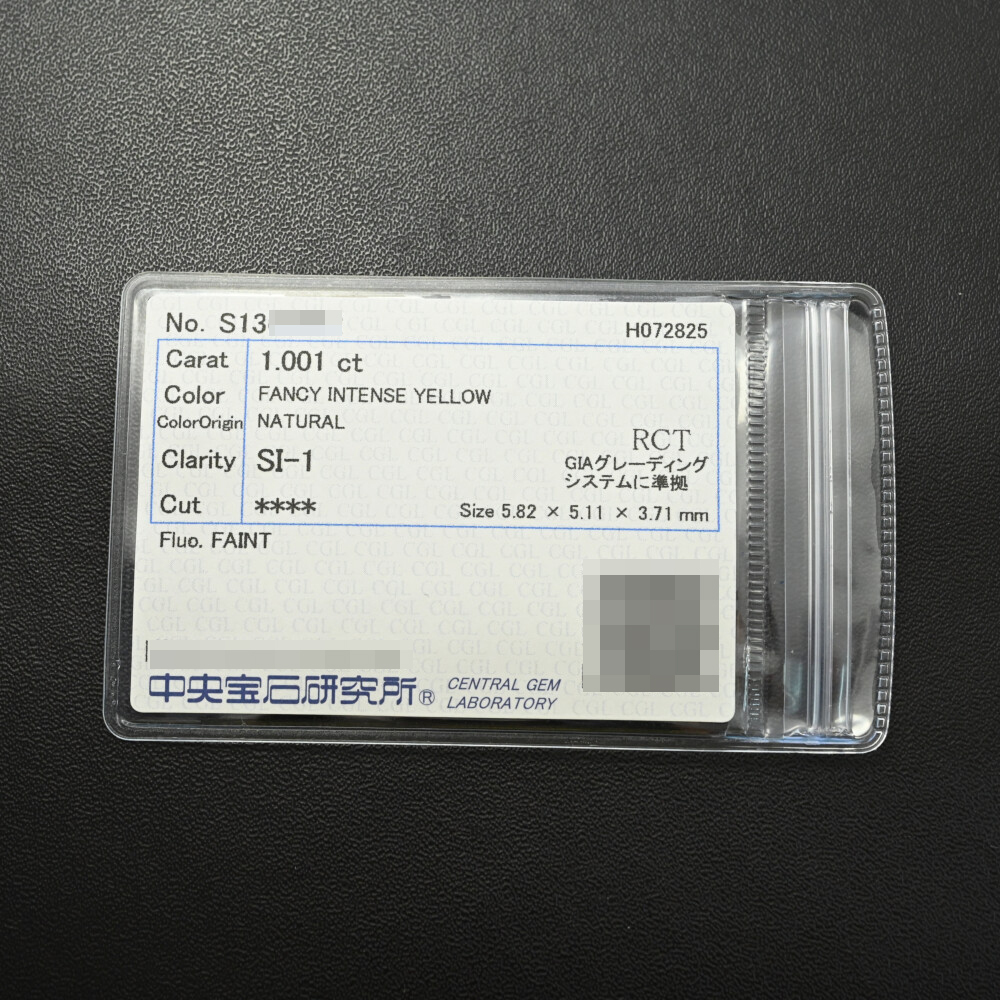 No. S13
H072825
Carat 1.001 ct
Color FANCY INTENSE YELLOW
ColorOrigin NATURAL
Clarity SI-1
RCT
GIAグレーディング
システムに準拠
Cut ****
Size 5.82 × 5.11 × 3.71 mm
Fluo. FAINT
中央宝石研究所® CENTRAL GEM
LABORATORY